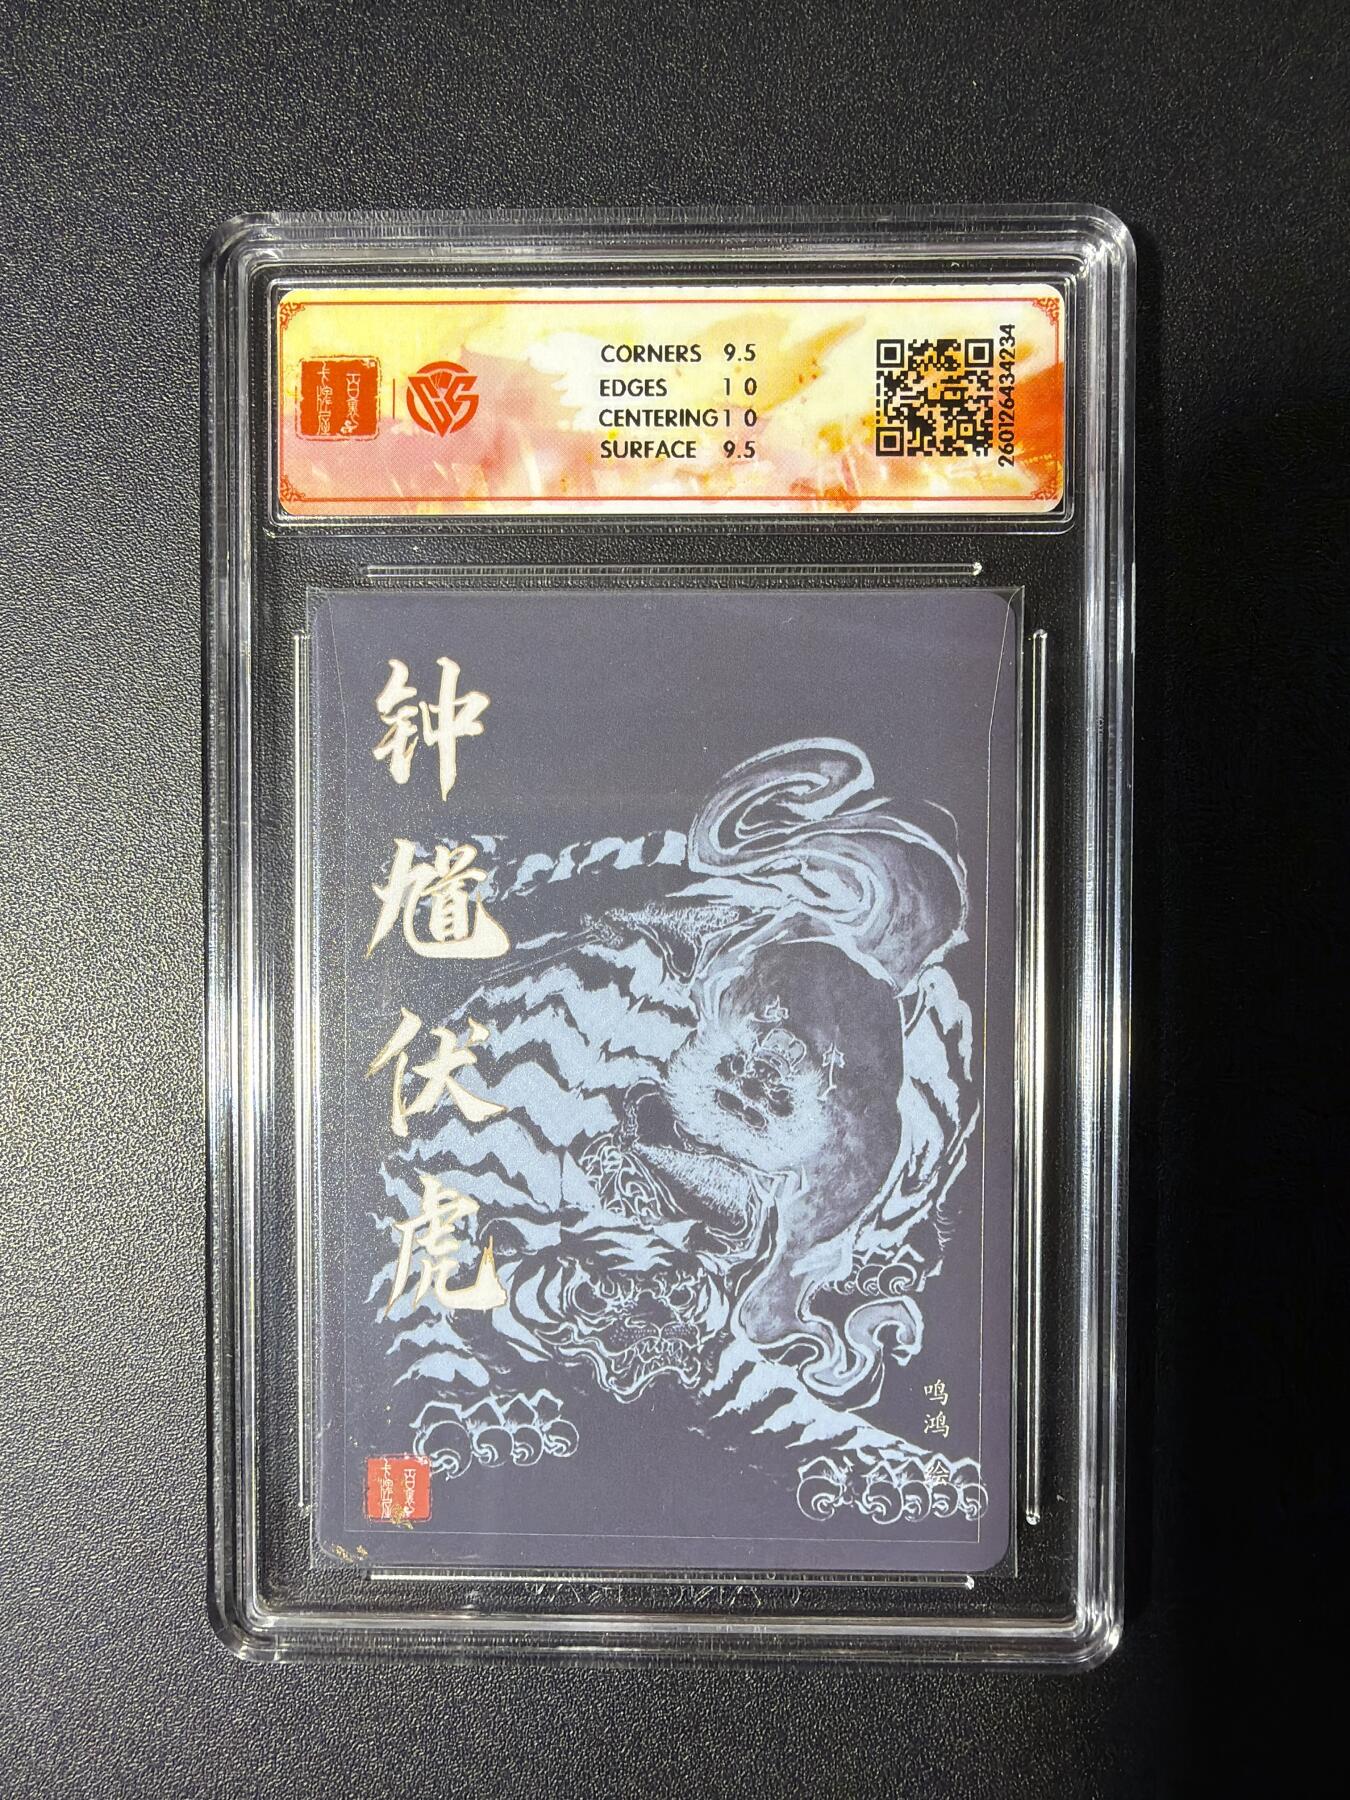 CORNERS 9.5
EDGES 10
CENTERING 10
SURFACE 9.5
260126434234
钟馗伏虎
鸣鸿 绘